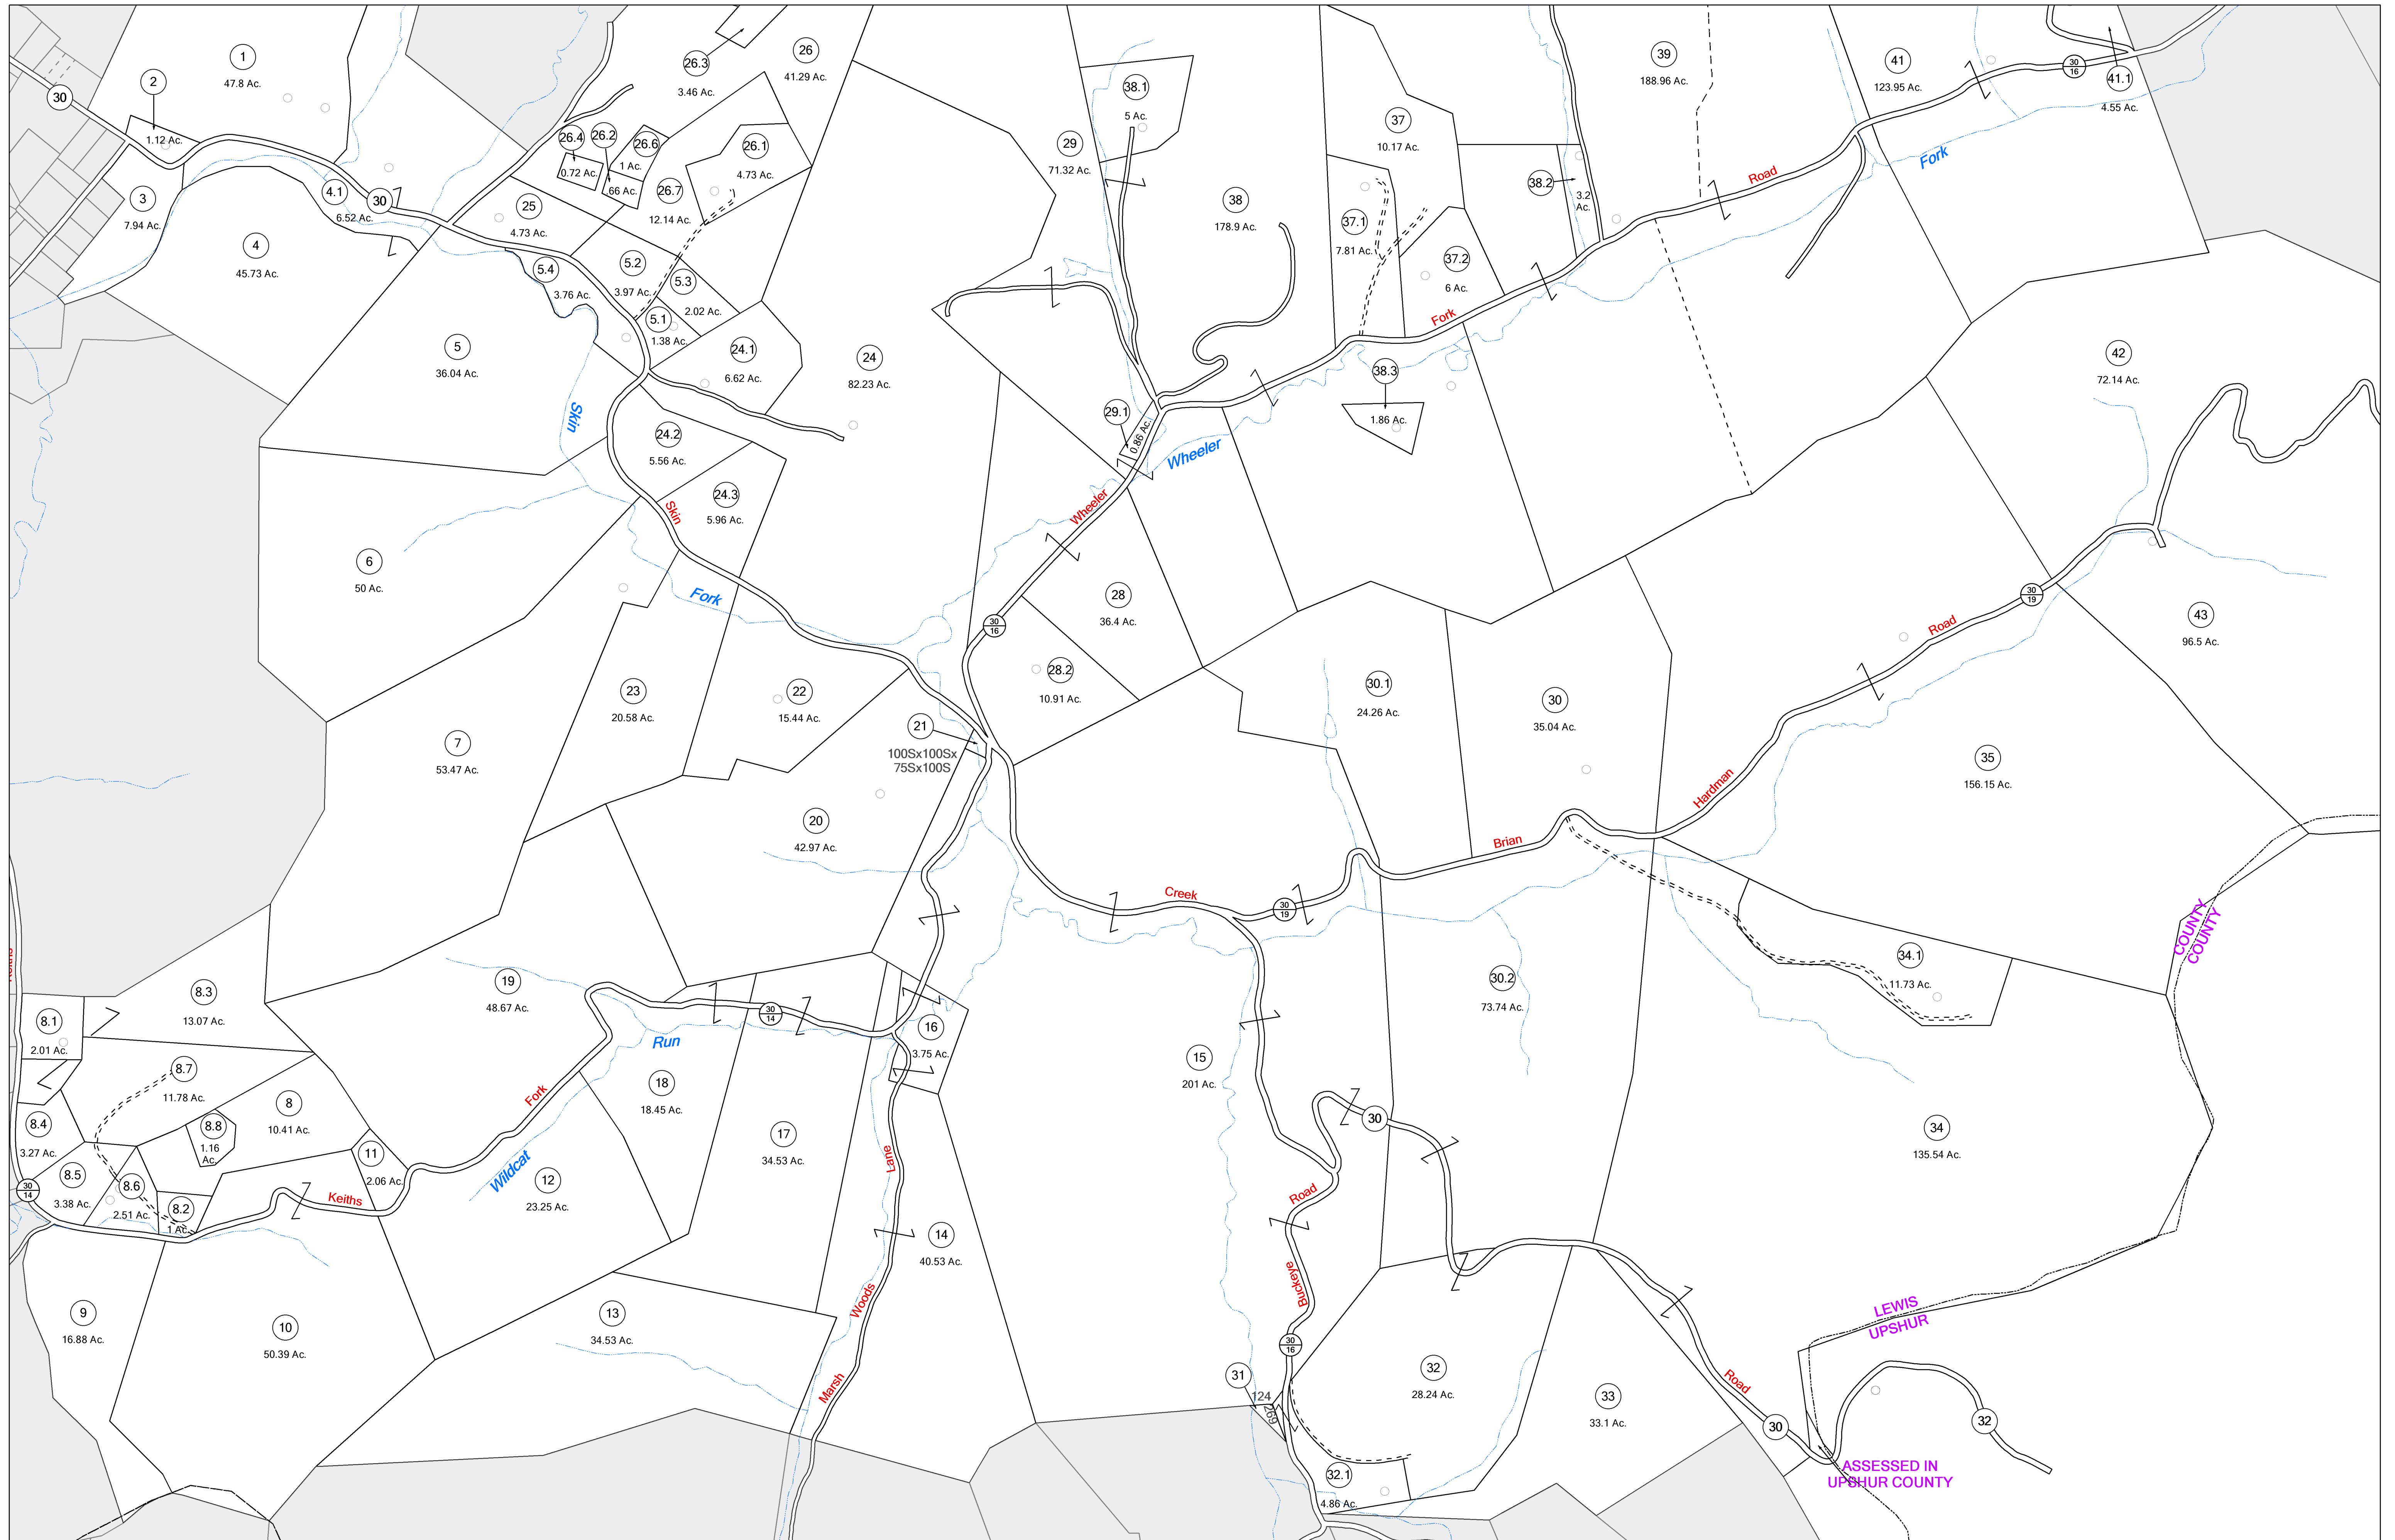 1
47.8 Ac.
2
1.12 Ac.
30
3
7.94 Ac.
4
45.73 Ac.
4.1
6.52 Ac.
30
26.3
3.46 Ac.
26
41.29 Ac.
26.4
0.72 Ac.
26.2
.66 Ac.
26.6
1 Ac.
26.7
12.14 Ac.
26.1
4.73 Ac.
25
4.73 Ac.
5.4
3.76 Ac.
5.2
3.97 Ac.
5.3
2.02 Ac.
5.1
1.38 Ac.
24.1
6.62 Ac.
24
82.23 Ac.
5
36.04 Ac.
Skin
24.2
5.56 Ac.
24.3
5.96 Ac.
Skin
Fork
6
50 Ac.
29
71.32 Ac.
38.1
5 Ac.
38
178.9 Ac.
29.1
0.86 Ac.
Wheeler
Wheeler
37
10.17 Ac.
37.1
7.81 Ac.
37.2
6 Ac.
38.2
3.2
Ac.
38.3
1.86 Ac.
Fork
Road
39
188.96 Ac.
41
123.95 Ac.
30
16
41.1
4.55 Ac.
Fork
42
72.14 Ac.
30
16
28
36.4 Ac.
28.2
10.91 Ac.
30.1
24.26 Ac.
30
35.04 Ac.
30
19
Road
Hardman
43
96.5 Ac.
35
156.15 Ac.
7
53.47 Ac.
23
20.58 Ac.
22
15.44 Ac.
21
100Sx100Sx
75Sx100S
20
42.97 Ac.
Creek
30
19
Brian
COUNTY
COUNTY
34.1
11.73 Ac.
30.2
73.74 Ac.
15
201 Ac.
34
135.54 Ac.
8.1
2.01 Ac.
8.3
13.07 Ac.
19
48.67 Ac.
30
14
Run
16
3.75 Ac.
8.7
11.78 Ac.
8.4
3.27 Ac.
8
10.41 Ac.
8.8
1.16
Ac.
11
2.06 Ac.
8.5
3.38 Ac.
8.6
2.51 Ac.
8.2
1 Ac.
30
14
Keiths
Fork
Wildcat
18
18.45 Ac.
17
34.53 Ac.
12
23.25 Ac.
Lane
Woods
Marsh
14
40.53 Ac.
9
16.88 Ac.
10
50.39 Ac.
13
34.53 Ac.
30
Road
Buckeye
30
16
31
124
269
32
28.24 Ac.
32.1
4.86 Ac.
33
33.1 Ac.
Road
30
32
LEWIS
UPSHUR
ASSESSED IN
UPSHUR COUNTY